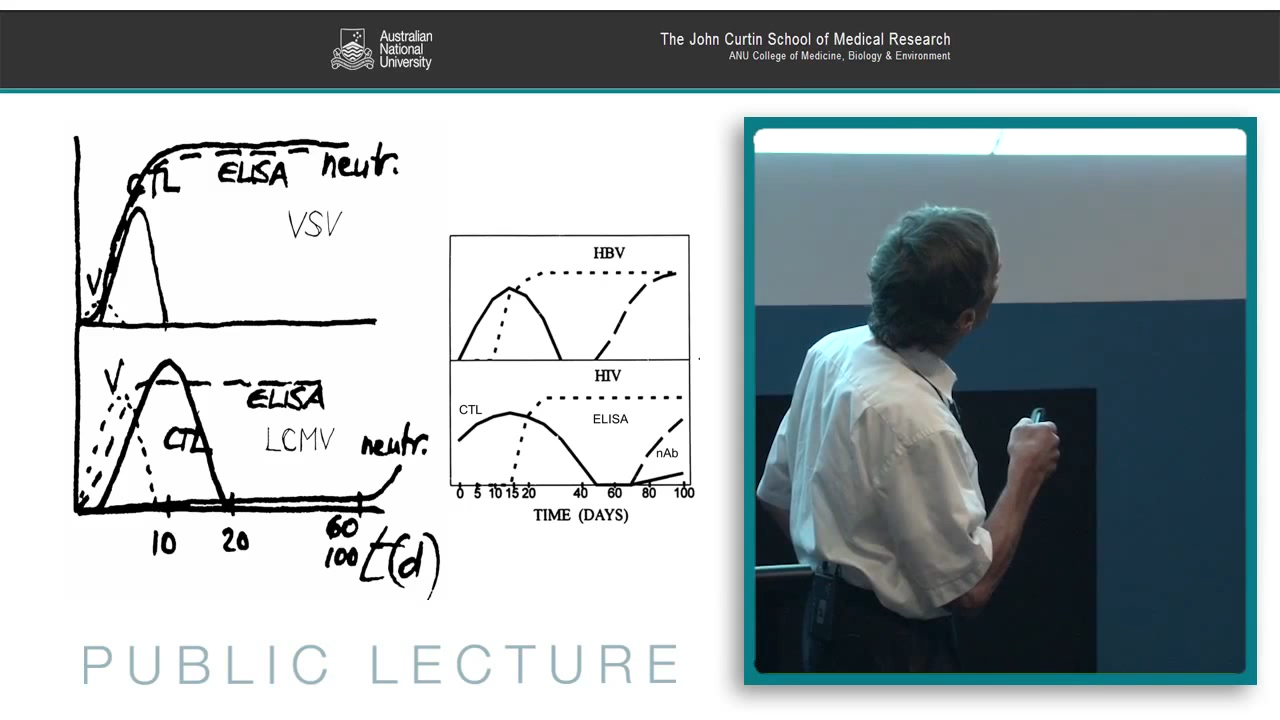 Australian
National
University
The John Curtin School of Medical Research
ANU College of Medicine, Biology & Environment
neutr.
ELISA
CTL
VSV
V
V
ELISA
CTL
LCMV
neutr.
10
20
60
100
t(d)
HBV
HIV
CTL
ELISA
nAb
0 5 10 15 20 40 60 80 100
TIME (DAYS)
PUBLIC LECTURE